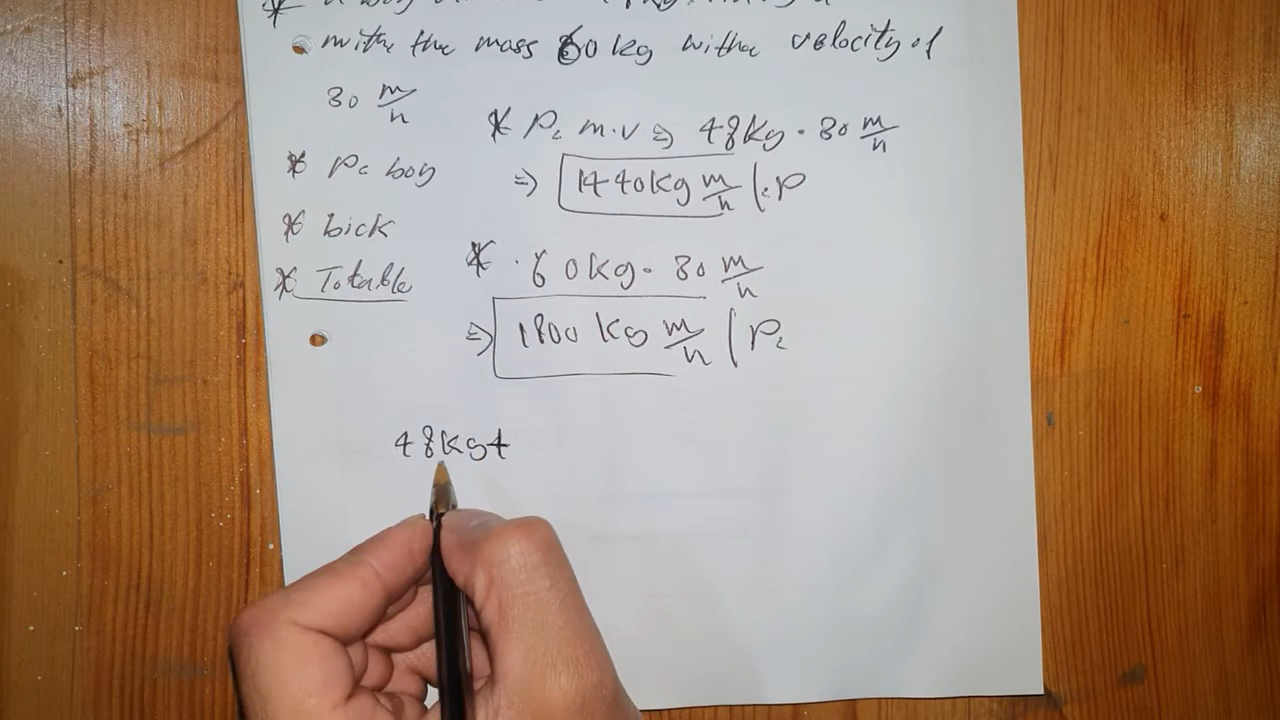 with the mass 60 kg with a velocity of
30 m/h
* P= m·v ⇒ 48Kg · 30 m/h
⇒ 1440Kg m/h (=P
* P= boy
* bick
* Totable
* · 60kg · 30 m/h
⇒ 1800 Kg m/h (P=
48Kg+